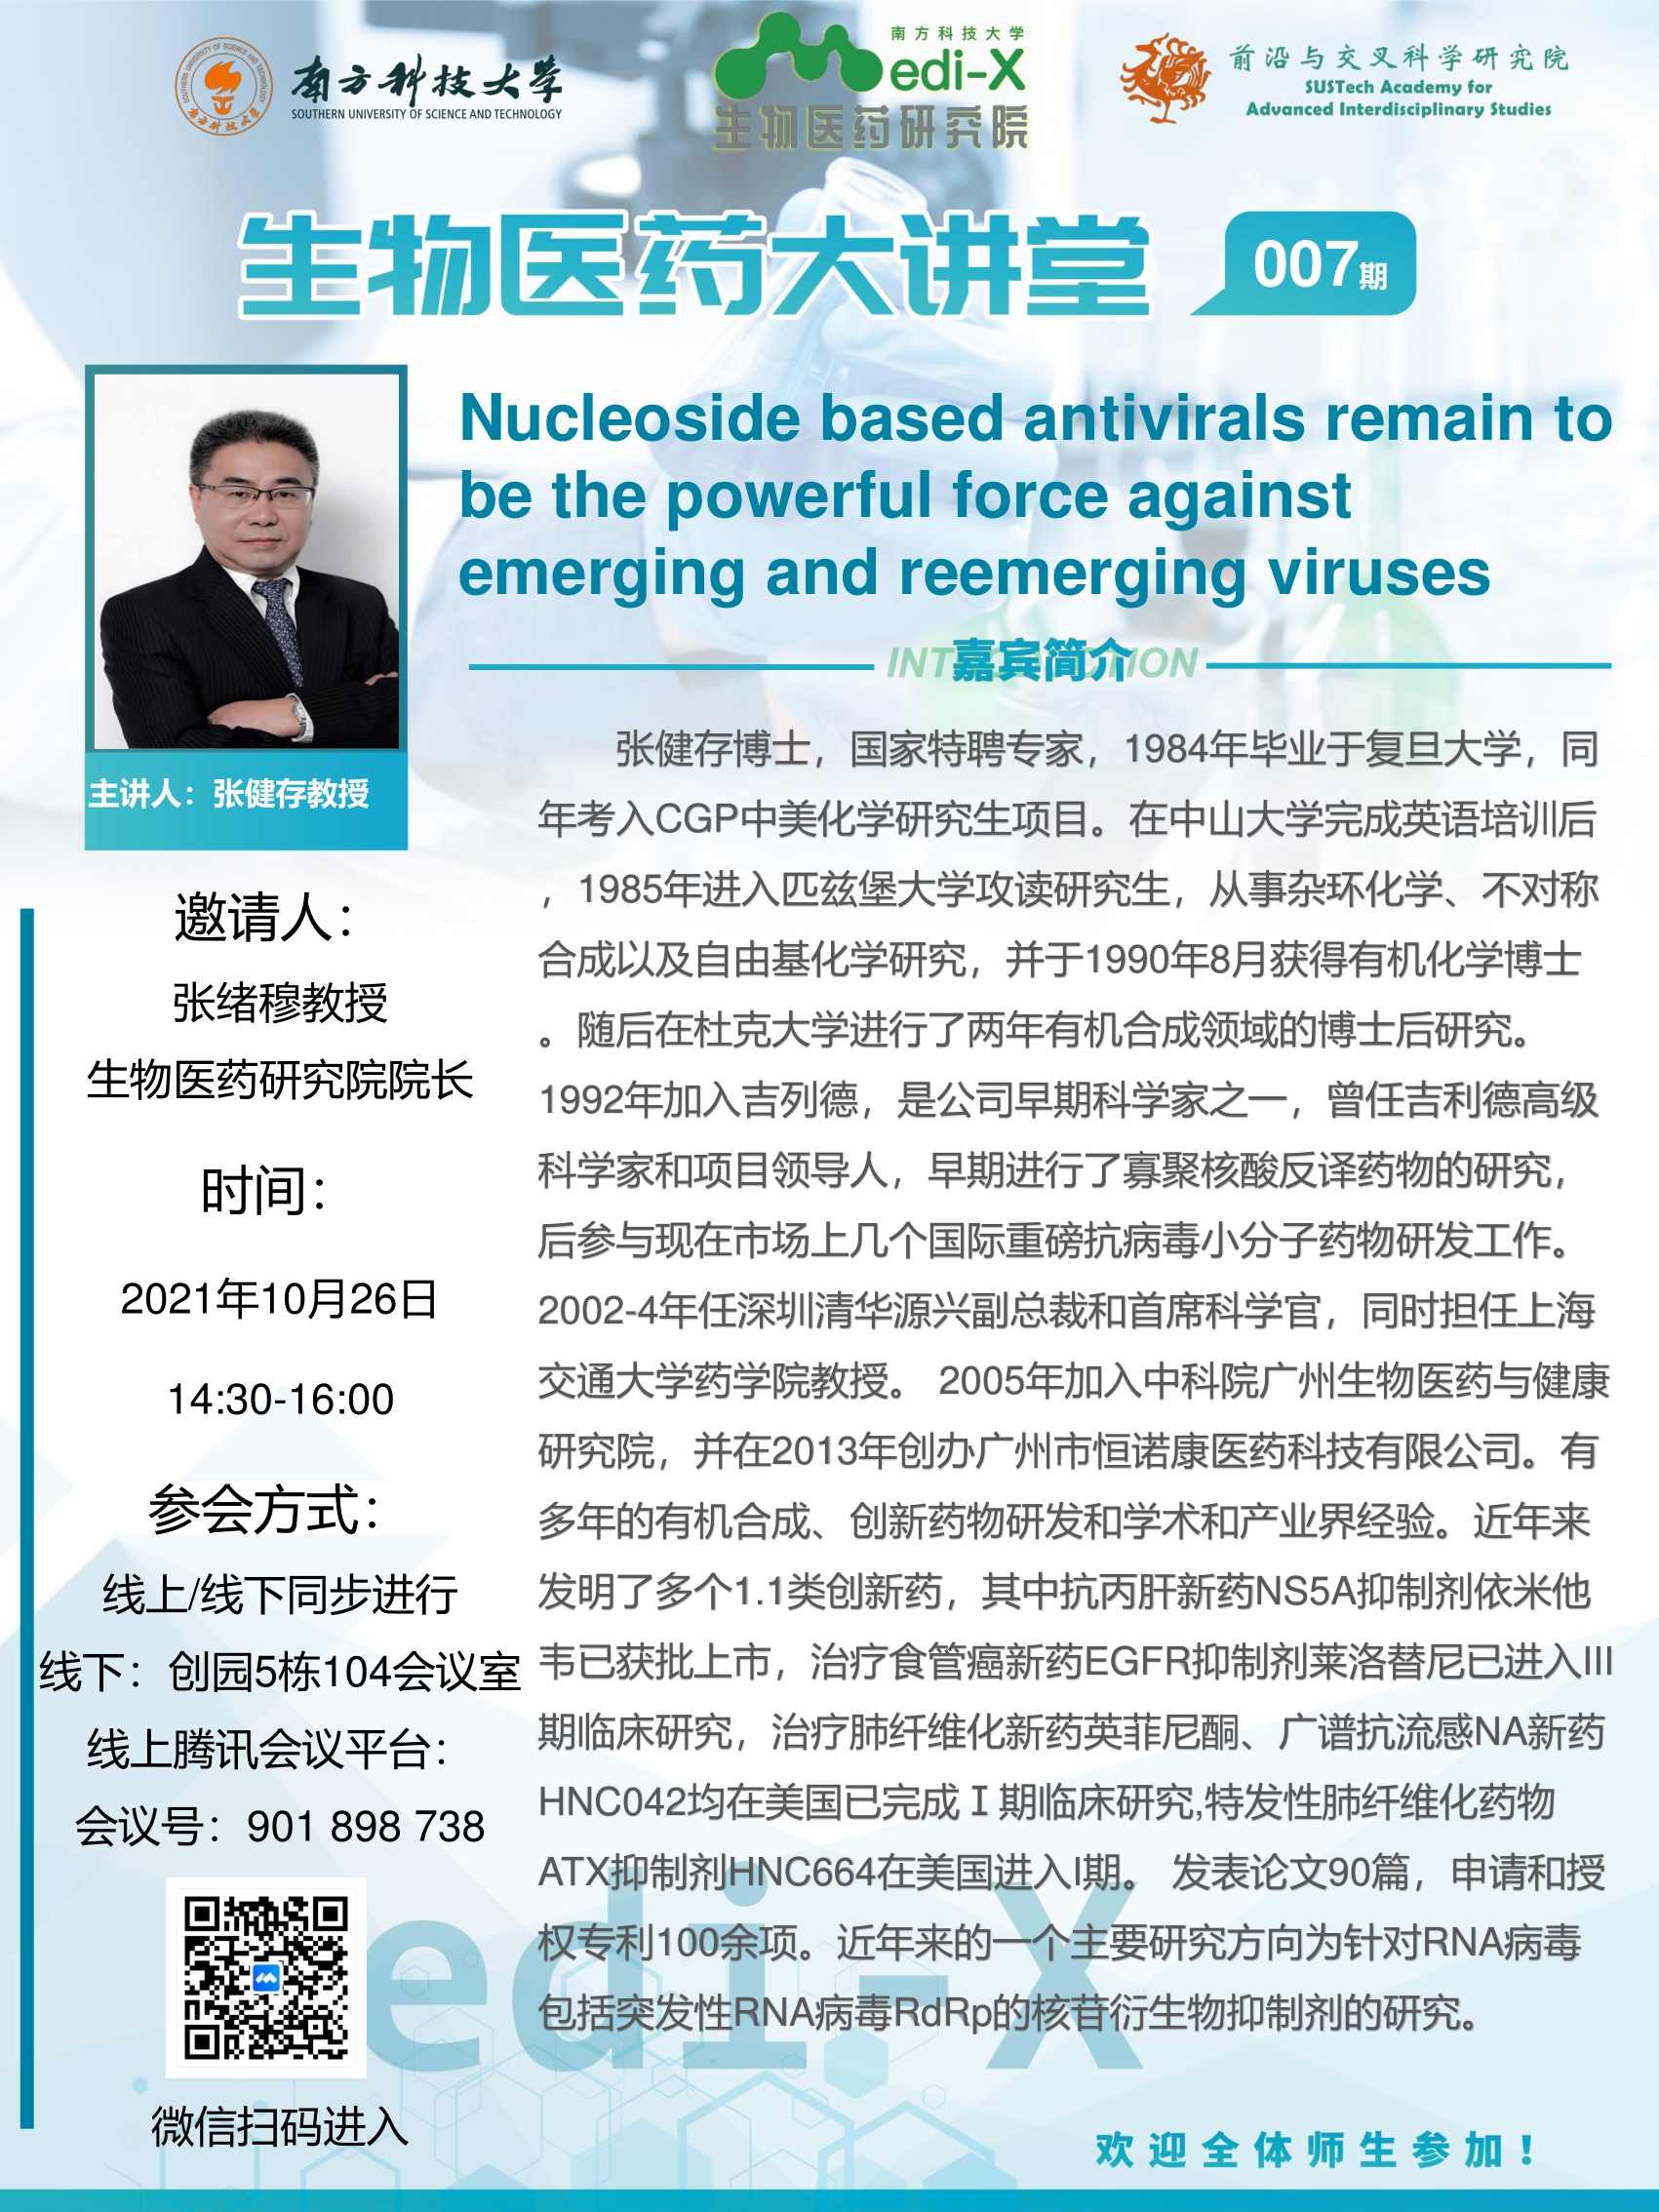 南方科技大学
SOUTHERN UNIVERSITY OF SCIENCE AND TECHNOLOGY
南方科技大学
edi-X
生物医药研究院
前沿与交叉科学研究院
SUSTech Academy for
Advanced Interdisciplinary Studies
生物医药大讲堂
007期
Nucleoside based antivirals remain to
be the powerful force against
emerging and reemerging viruses
嘉宾简介
主讲人：张健存教授
邀请人：
张绪穆教授
生物医药研究院院长
时间：
2021年10月26日
14:30-16:00
参会方式：
线上/线下同步进行
线下：创园5栋104会议室
线上腾讯会议平台：
会议号：901 898 738
微信扫码进入
张健存博士，国家特聘专家，1984年毕业于复旦大学，同
年考入CGP中美化学研究生项目。在中山大学完成英语培训后
，1985年进入匹兹堡大学攻读研究生，从事杂环化学、不对称
合成以及自由基化学研究，并于1990年8月获得有机化学博士
。随后在杜克大学进行了两年有机合成领域的博士后研究。
1992年加入吉列德，是公司早期科学家之一，曾任吉利德高级
科学家和项目领导人，早期进行了寡聚核酸反译药物的研究，
后参与现在市场上几个国际重磅抗病毒小分子药物研发工作。
2002-4年任深圳清华源兴副总裁和首席科学官，同时担任上海
交通大学药学院教授。 2005年加入中科院广州生物医药与健康
研究院，并在2013年创办广州市恒诺康医药科技有限公司。有
多年的有机合成、创新药物研发和学术和产业界经验。近年来
发明了多个1.1类创新药，其中抗丙肝新药NS5A抑制剂依米他
韦已获批上市，治疗食管癌新药EGFR抑制剂莱洛替尼已进入III
期临床研究，治疗肺纤维化新药英菲尼酮、广谱抗流感NA新药
HNC042均在美国已完成Ⅰ期临床研究,特发性肺纤维化药物
ATX抑制剂HNC664在美国进入I期。 发表论文90篇，申请和授
权专利100余项。近年来的一个主要研究方向为针对RNA病毒
包括突发性RNA病毒RdRp的核苷衍生物抑制剂的研究。
edi-X
欢迎全体师生参加！